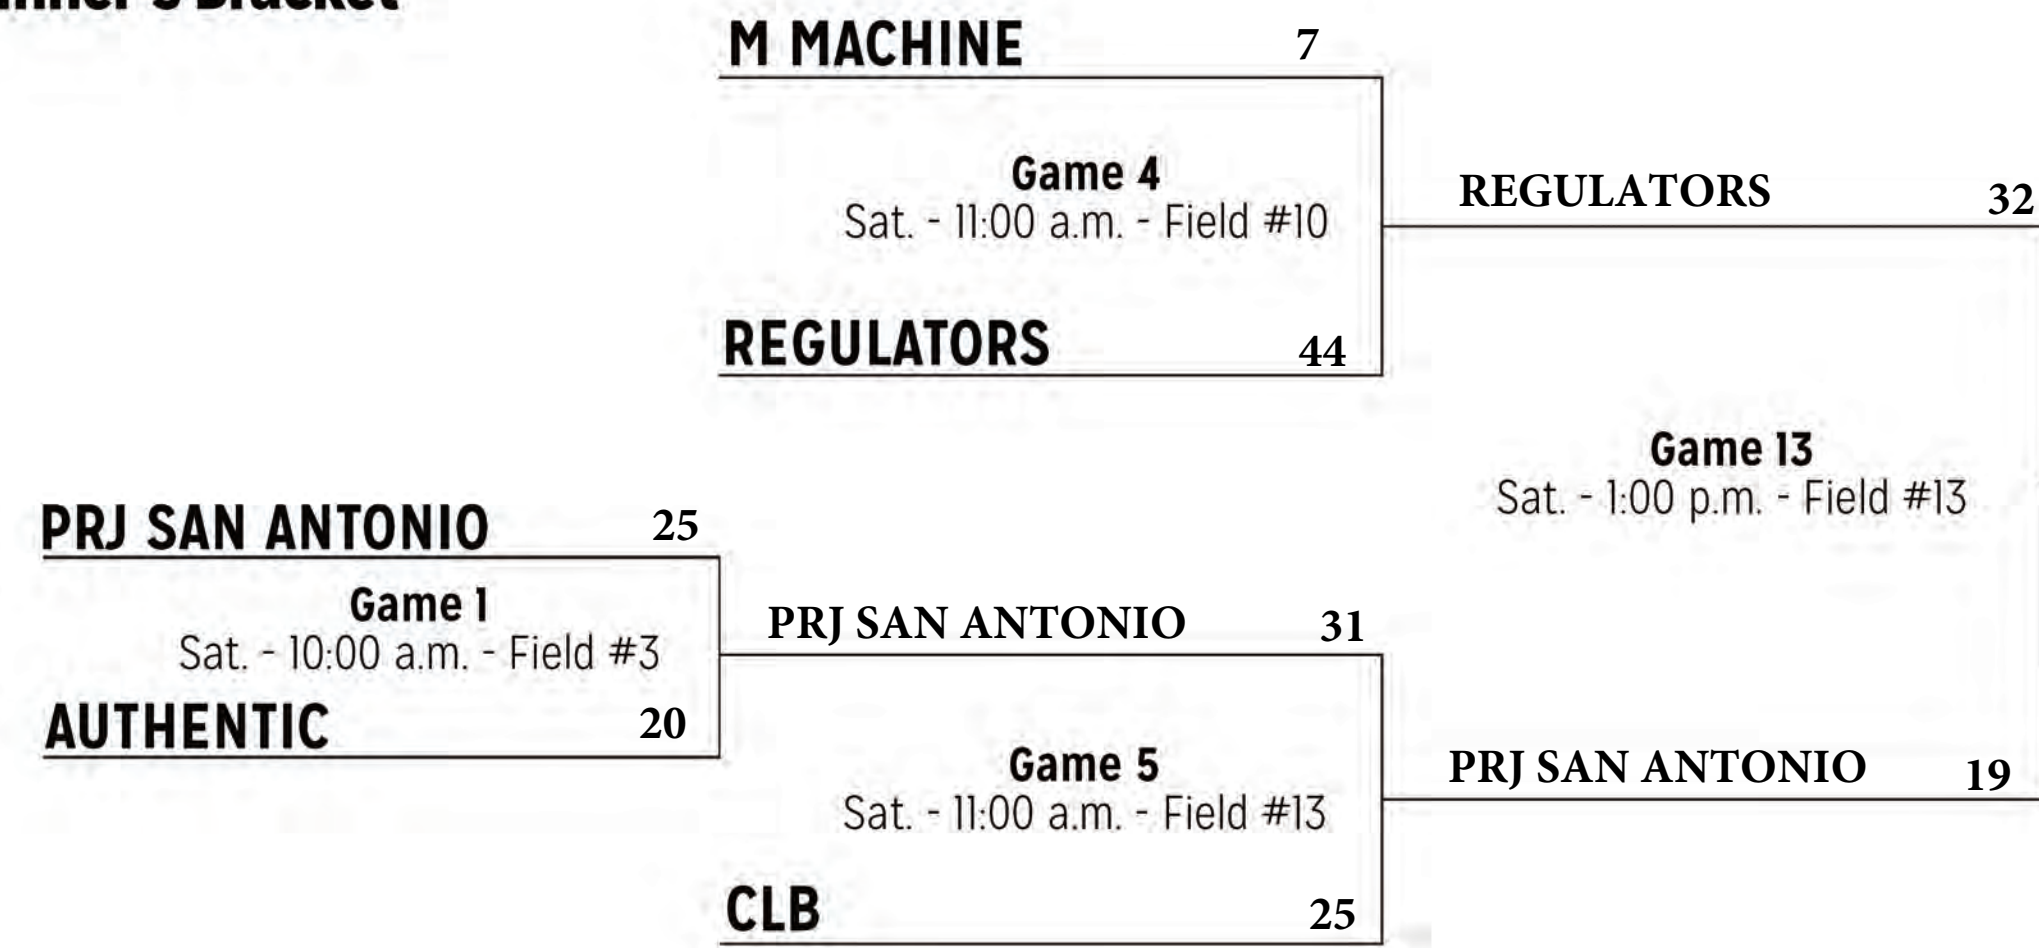 M MACHINE 7
Game 4
Sat. - 11:00 a.m. - Field #10
REGULATORS 32
REGULATORS 44
Game 13
Sat. - 1:00 p.m. - Field #13
PRJ SAN ANTONIO 25
Game 1
Sat. - 10:00 a.m. - Field #3
PRJ SAN ANTONIO 31
AUTHENTIC 20
Game 5
Sat. - 11:00 a.m. - Field #13
PRJ SAN ANTONIO 19
CLB 25